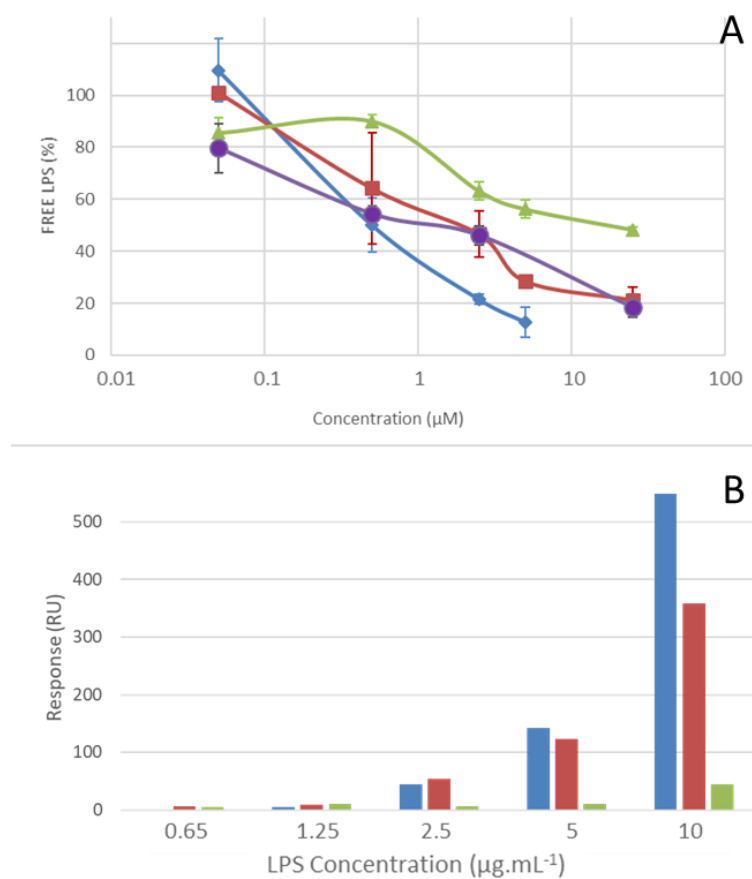 A
100
80
60
40
20
0
FREE LPS (%)
0.01 0.1 1 10 100
Concentration (µM)
B
500
400
300
200
100
0
Response (RU)
0.65 1.25 2.5 5 10
LPS Concentration (µg.mL⁻¹)